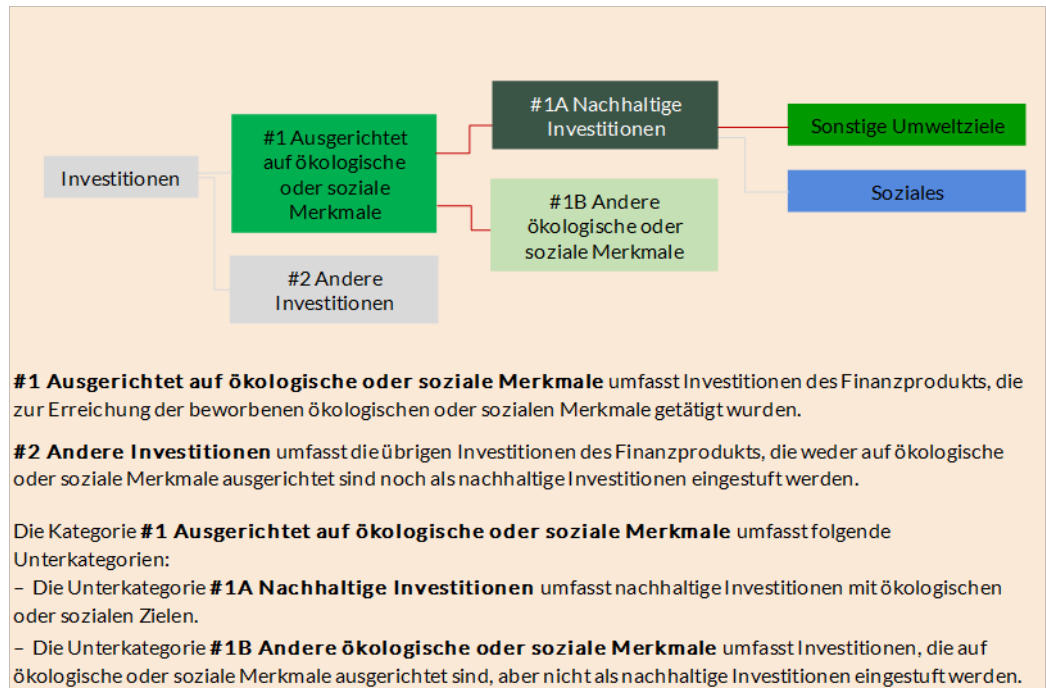 #1A Nachhaltige
Investitionen
Sonstige Umweltziele
#1 Ausgerichtet
auf ökologische
oder soziale
Merkmale
Investitionen
Soziales
#1B Andere
ökologische oder
soziale Merkmale
#2 Andere
Investitionen
#1 Ausgerichtet auf ökologische oder soziale Merkmale umfasst Investitionen des Finanzprodukts, die
zur Erreichung der beworbenen ökologischen oder sozialen Merkmale getätigt wurden.
#2 Andere Investitionen umfasst die übrigen Investitionen des Finanzprodukts, die weder auf ökologische
oder soziale Merkmale ausgerichtet sind noch als nachhaltige Investitionen eingestuft werden.
Die Kategorie #1 Ausgerichtet auf ökologische oder soziale Merkmale umfasst folgende
Unterkategorien:
– Die Unterkategorie #1A Nachhaltige Investitionen umfasst nachhaltige Investitionen mit ökologischen
oder sozialen Zielen.
– Die Unterkategorie #1B Andere ökologische oder soziale Merkmale umfasst Investitionen, die auf
ökologische oder soziale Merkmale ausgerichtet sind, aber nicht als nachhaltige Investitionen eingestuft werden.